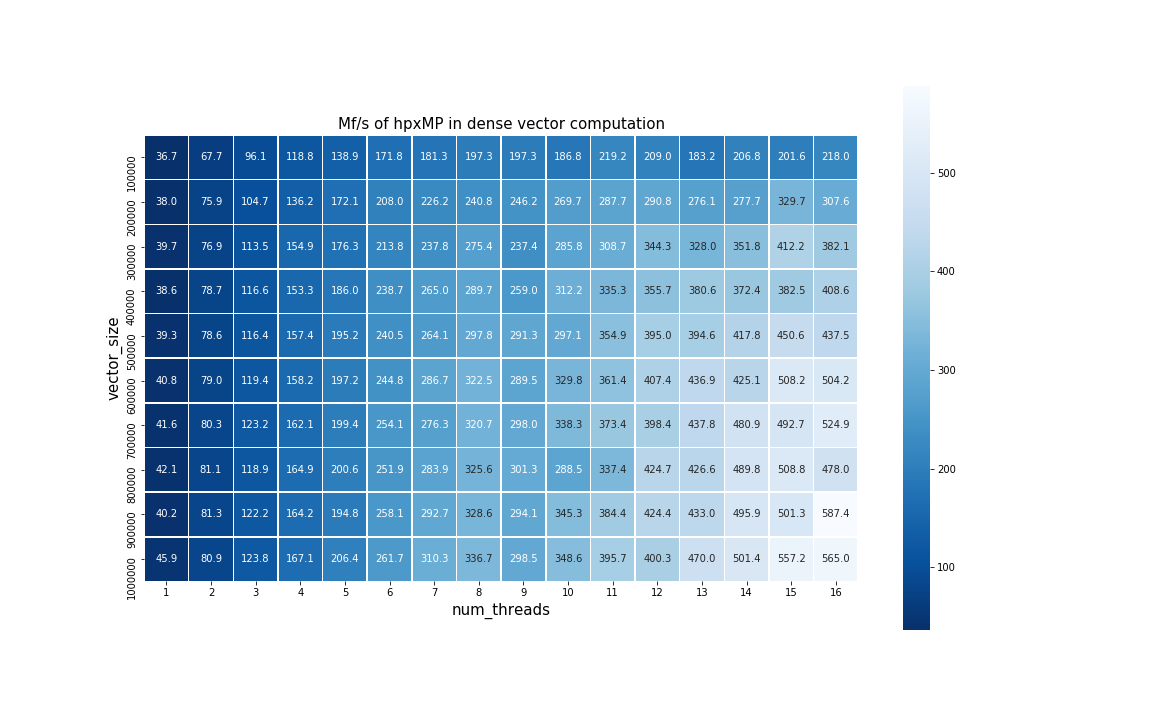 Mf/s of hpxMP in dense vector computation
vector_size
100000 36.7 67.7 96.1 118.8 138.9 171.8 181.3 197.3 197.3 186.8 219.2 209.0 183.2 206.8 201.6 218.0
200000 38.0 75.9 104.7 136.2 172.1 208.0 226.2 240.8 246.2 269.7 287.7 290.8 276.1 277.7 329.7 307.6
300000 39.7 76.9 113.5 154.9 176.3 213.8 237.8 275.4 237.4 285.8 308.7 344.3 328.0 351.8 412.2 382.1
400000 38.6 78.7 116.6 153.3 186.0 238.7 265.0 289.7 259.0 312.2 335.3 355.7 380.6 372.4 382.5 408.6
500000 39.3 78.6 116.4 157.4 195.2 240.5 264.1 297.8 291.3 297.1 354.9 395.0 394.6 417.8 450.6 437.5
600000 40.8 79.0 119.4 158.2 197.2 244.8 286.7 322.5 289.5 329.8 361.4 407.4 436.9 425.1 508.2 504.2
700000 41.6 80.3 123.2 162.1 199.4 254.1 276.3 320.7 298.0 338.3 373.4 398.4 437.8 480.9 492.7 524.9
800000 42.1 81.1 118.9 164.9 200.6 251.9 283.9 325.6 301.3 288.5 337.4 424.7 426.6 489.8 508.8 478.0
900000 40.2 81.3 122.2 164.2 194.8 258.1 292.7 328.6 294.1 345.3 384.4 424.4 433.0 495.9 501.3 587.4
1000000 45.9 80.9 123.8 167.1 206.4 261.7 310.3 336.7 298.5 348.6 395.7 400.3 470.0 501.4 557.2 565.0
1 2 3 4 5 6 7 8 9 10 11 12 13 14 15 16
num_threads
500
400
300
200
100